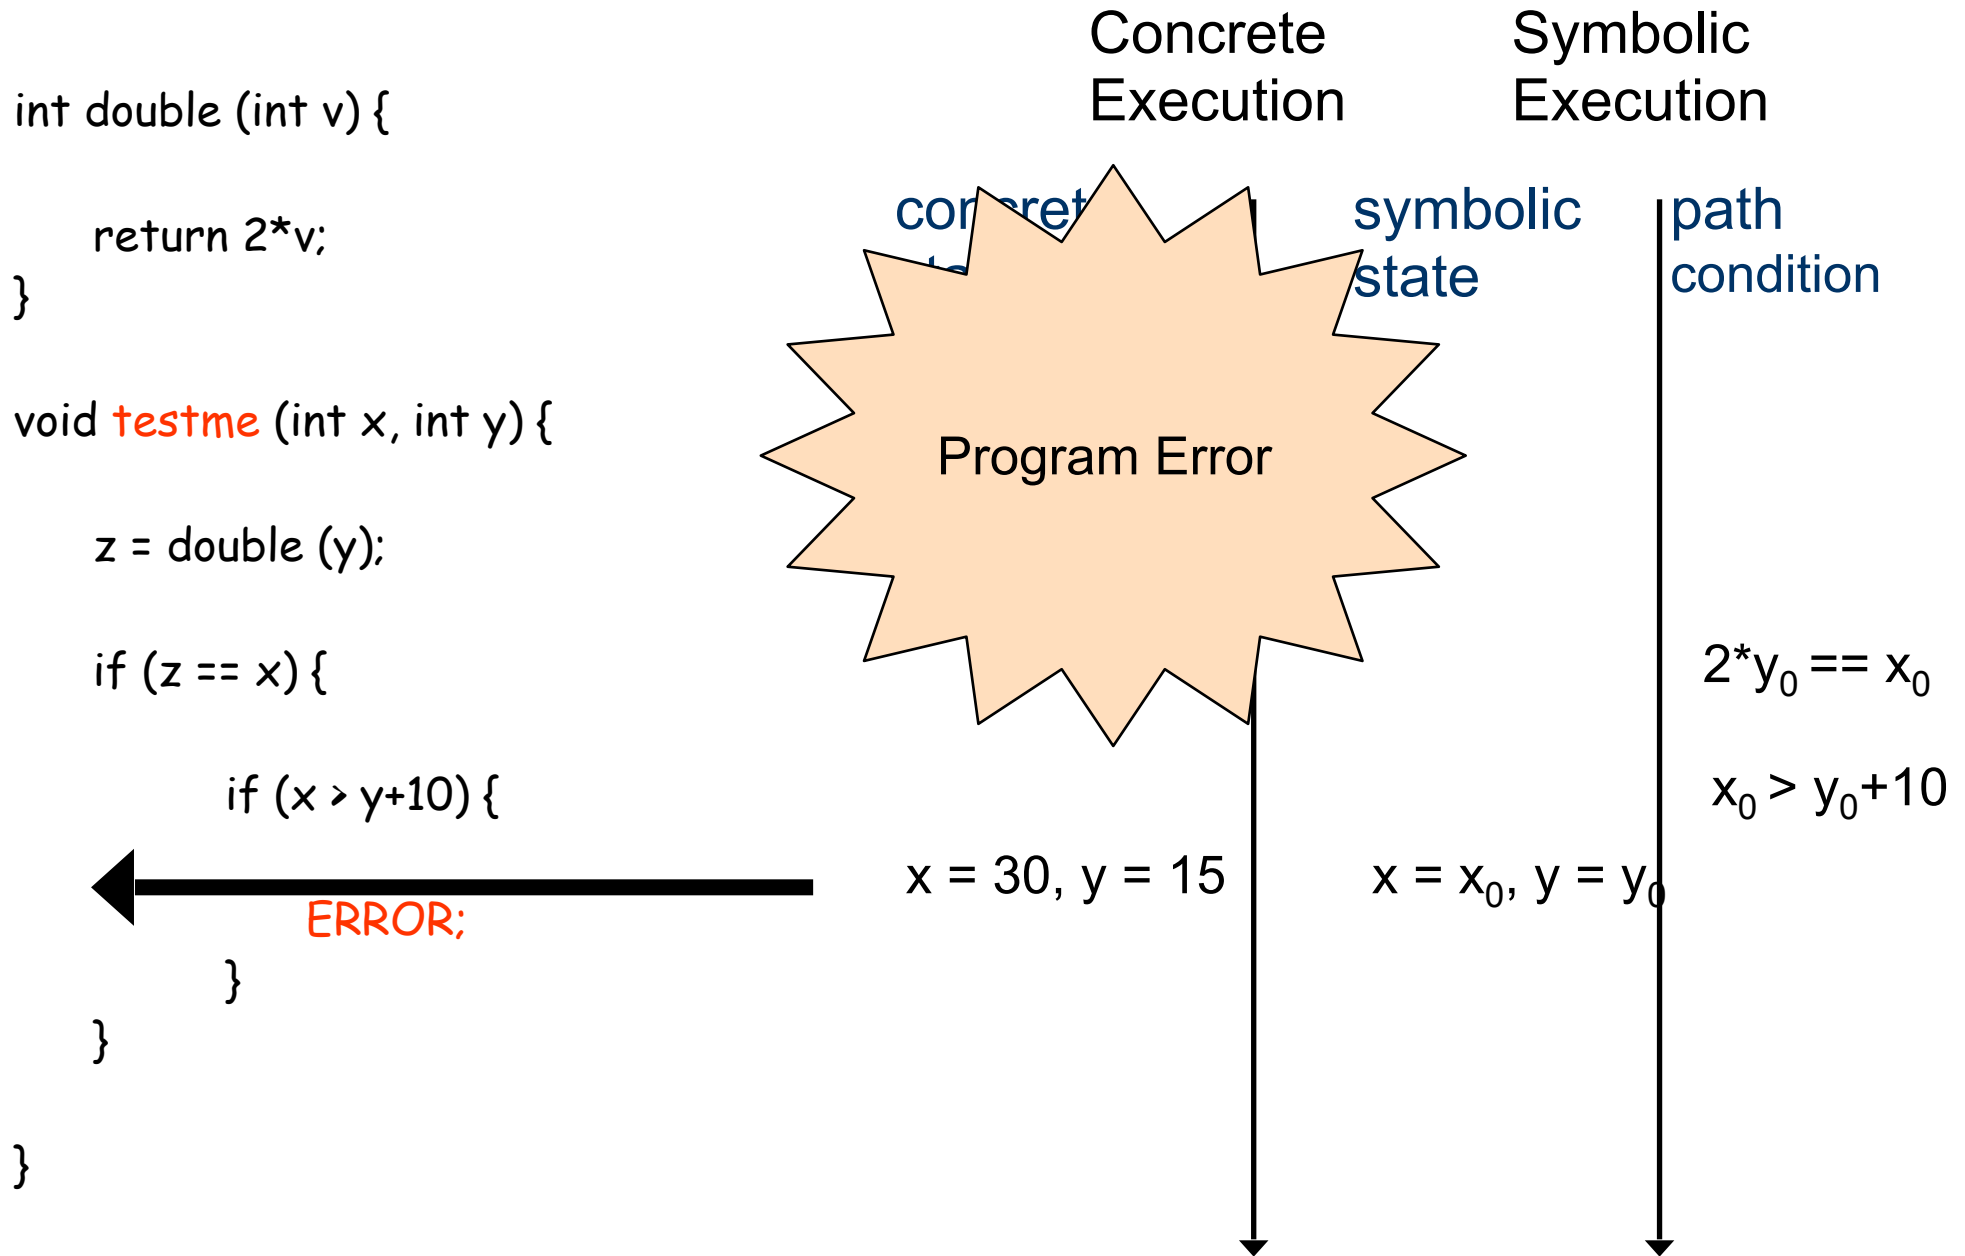 int double (int v) {
return 2*v;
}
void testme (int x, int y) {
z = double (y);
if (z == x) {
if (x > y+10) {
ERROR;
}
}
}
Concrete
Execution
Symbolic
Execution
symbolic
state
path
condition
Program Error
2*y₀ == x₀
x₀ > y₀+10
x = 30, y = 15
x = x₀, y = y₀